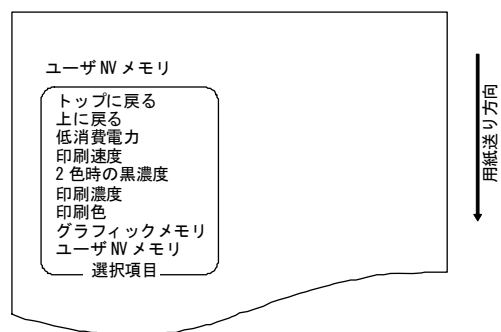 ユーザ NV メモリ
トップに戻る
上に戻る
低消費電力
印刷速度
2 色時の黒濃度
印刷濃度
印刷色
グラフィックメモリ
ユーザ NV メモリ
選択項目
用紙送り方向